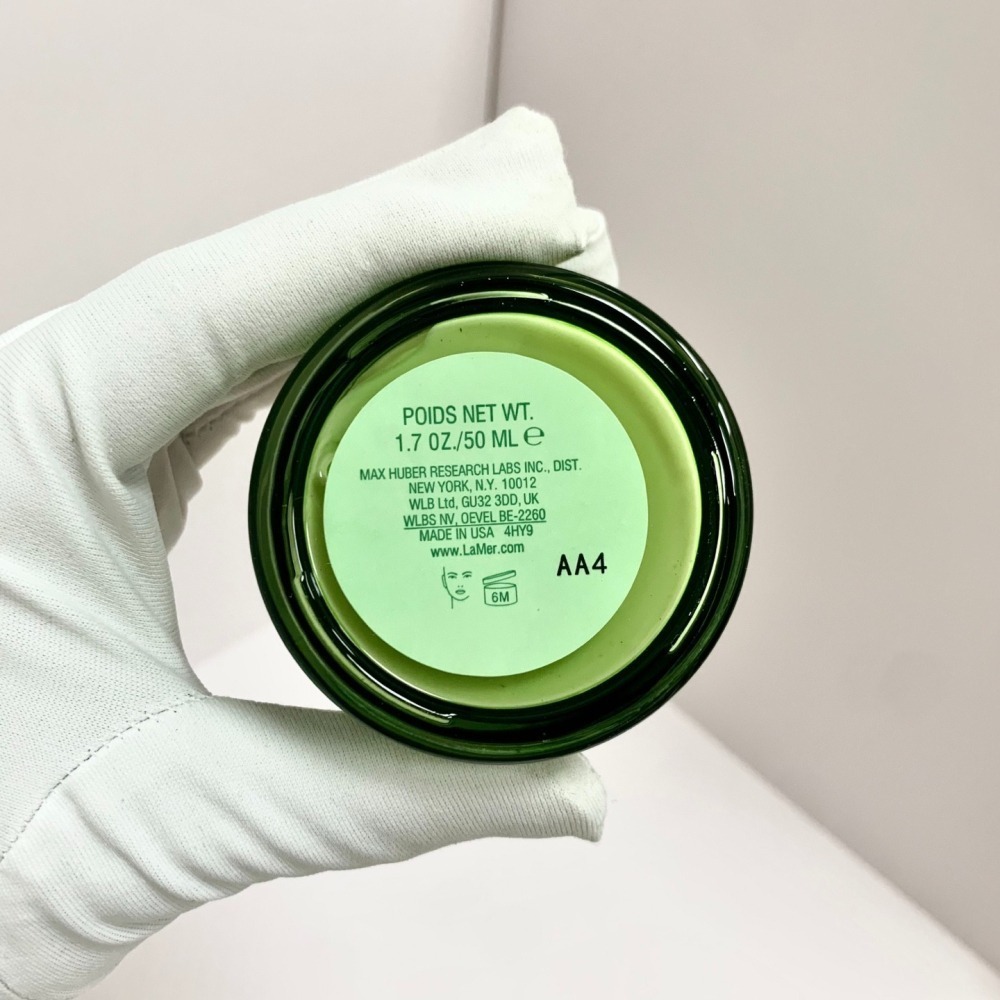 POIDS NET WT.
1.7 OZ./50 ML ℮
MAX HUBER RESEARCH LABS INC., DIST.
NEW YORK, N.Y. 10012
WLB Ltd, GU32 3DD, UK
WLBS NV, OEVEL BE-2260
MADE IN USA 4HY9
www.LaMer.com
AA4
6M